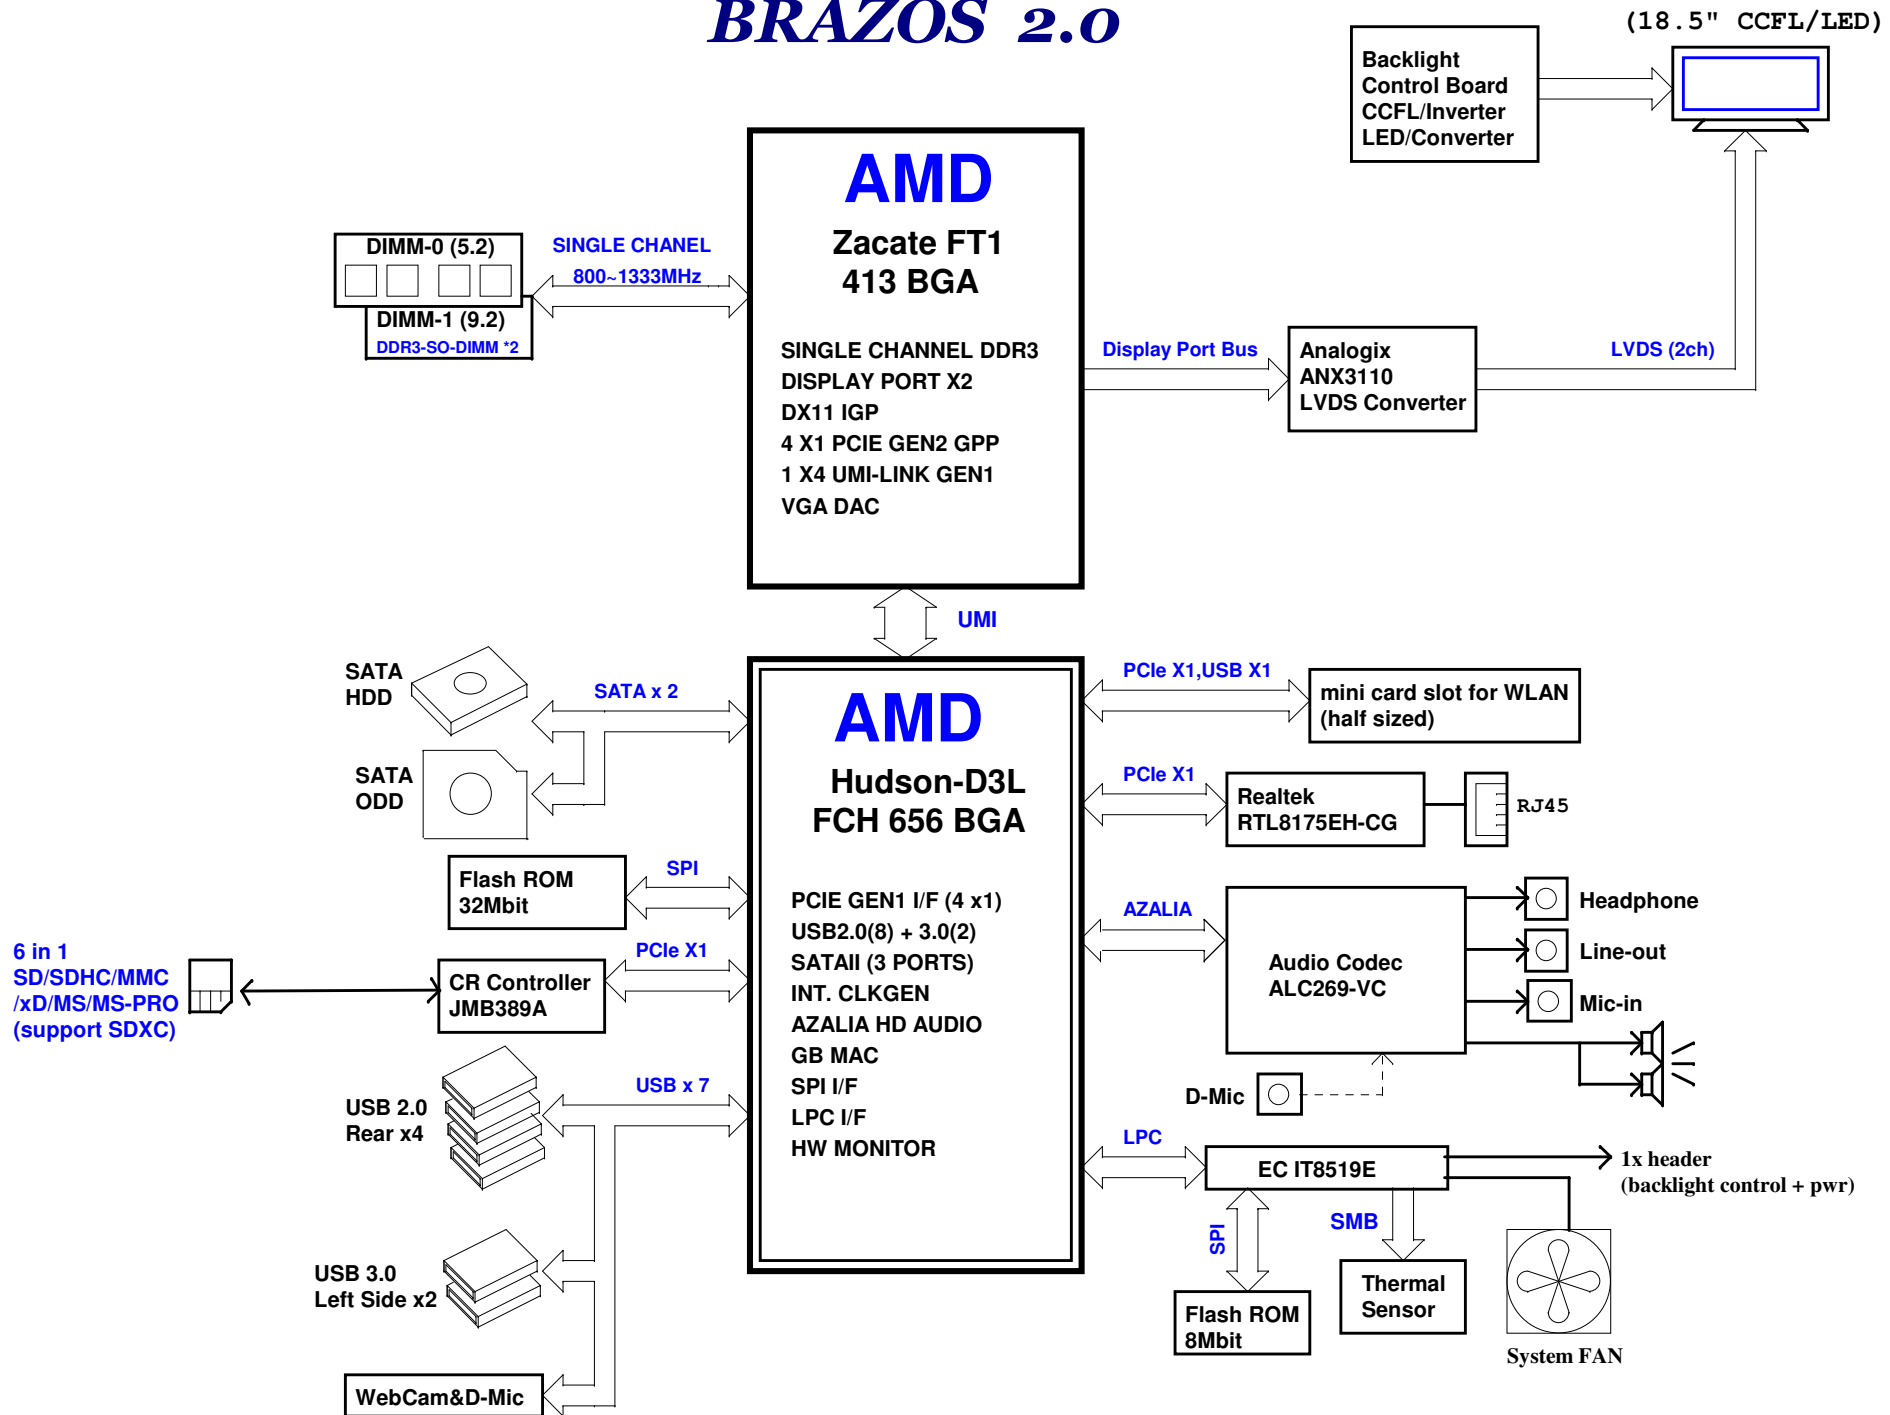 BRAZOS 2.0
(18.5" CCFL/LED)
Backlight
Control Board
CCFL/Inverter
LED/Converter
AMD
Zacate FT1
413 BGA
SINGLE CHANNEL DDR3
DISPLAY PORT X2
DX11 IGP
4 X1 PCIE GEN2 GPP
1 X4 UMI-LINK GEN1
VGA DAC
DIMM-0 (5.2)
DIMM-1 (9.2)
DDR3-SO-DIMM *2
SINGLE CHANEL
800~1333MHz
Display Port Bus
Analogix
ANX3110
LVDS Converter
LVDS (2ch)
UMI
AMD
Hudson-D3L
FCH 656 BGA
PCIE GEN1 I/F (4 x1)
USB2.0(8) + 3.0(2)
SATAII (3 PORTS)
INT. CLKGEN
AZALIA HD AUDIO
GB MAC
SPI I/F
LPC I/F
HW MONITOR
SATA
HDD
SATA x 2
SATA
ODD
Flash ROM
32Mbit
SPI
6 in 1
SD/SDHC/MMC
/xD/MS/MS-PRO
(support SDXC)
CR Controller
JMB389A
PCIe X1
USB 2.0
Rear x4
USB x 7
USB 3.0
Left Side x2
WebCam&D-Mic
PCIe X1,USB X1
mini card slot for WLAN
(half sized)
PCIe X1
Realtek
RTL8175EH-CG
RJ45
AZALIA
Audio Codec
ALC269-VC
Headphone
Line-out
Mic-in
D-Mic
LPC
EC IT8519E
1x header
(backlight control + pwr)
SPI
SMB
Flash ROM
8Mbit
Thermal
Sensor
System FAN